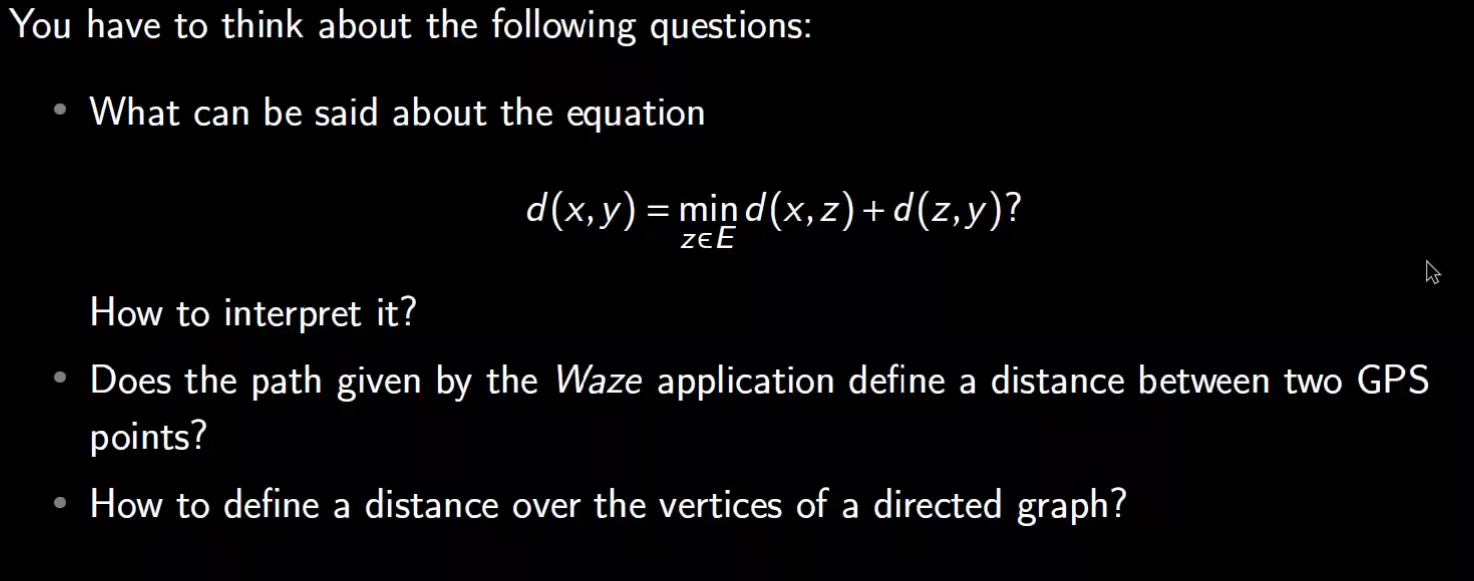 You have to think about the following questions:
• What can be said about the equation
d(x, y) = min d(x, z) + d(z, y)?
z∈E
How to interpret it?
• Does the path given by the Waze application define a distance between two GPS
points?
• How to define a distance over the vertices of a directed graph?